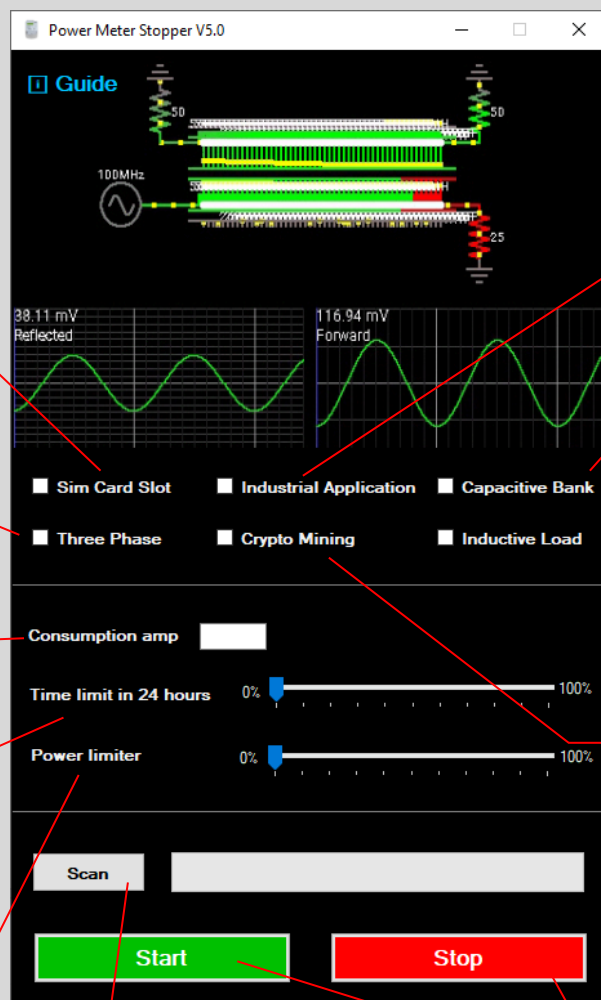 Power Meter Stopper V5.0
Guide
50
50
100MHz
25
38.11 mV
Reflected
116.94 mV
Forward
Sim Card Slot
Industrial Application
Capacitive Bank
Three Phase
Crypto Mining
Inductive Load
Consumption amp
Time limit in 24 hours
0%
100%
Power limiter
0%
100%
Scan
Start
Stop